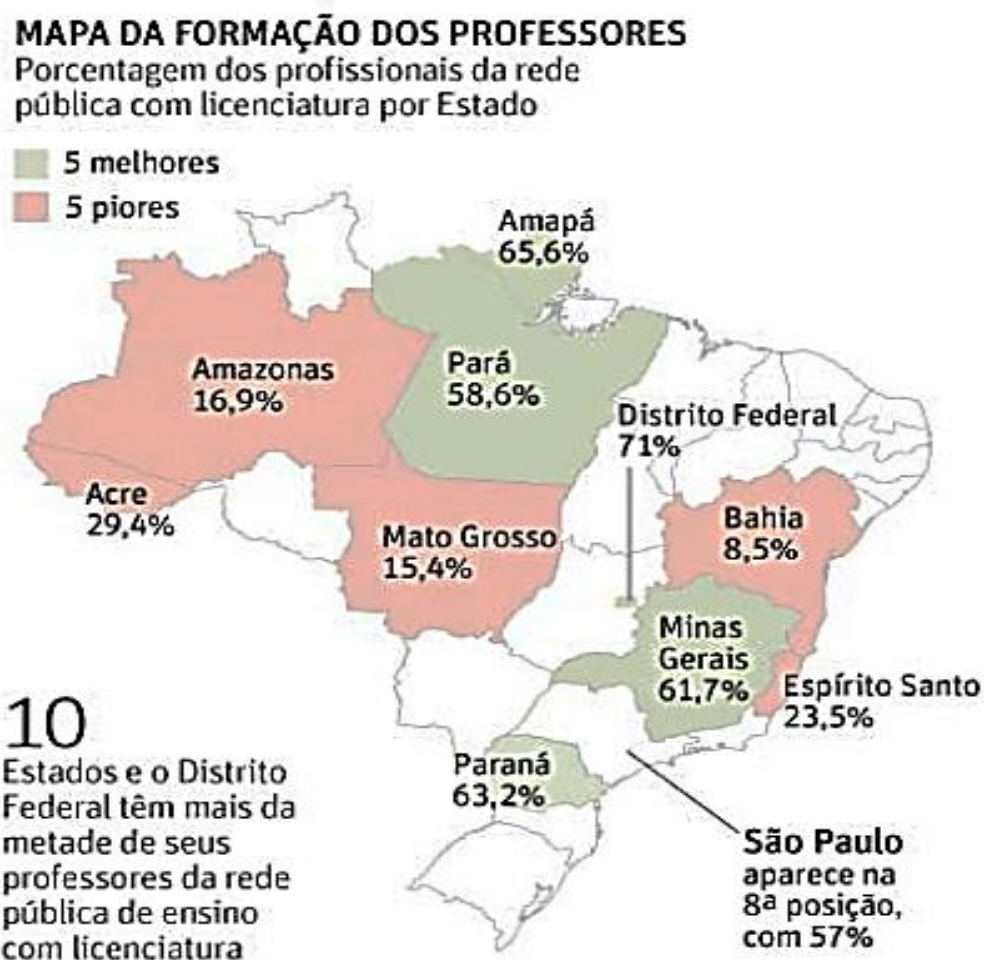 MAPA DA FORMAÇÃO DOS PROFESSORES
Porcentagem dos profissionais da rede
pública com licenciatura por Estado
5 melhores
5 piores
Amapá
65,6%
Amazonas
16,9%
Pará
58,6%
Distrito Federal
71%
Acre
29,4%
Mato Grosso
15,4%
Bahia
8,5%
Minas
Gerais
61,7%
Espírito Santo
23,5%
Paraná
63,2%
10
Estados e o Distrito
Federal têm mais da
metade de seus
professores da rede
pública de ensino
com licenciatura
São Paulo
aparece na
8ª posição,
com 57%